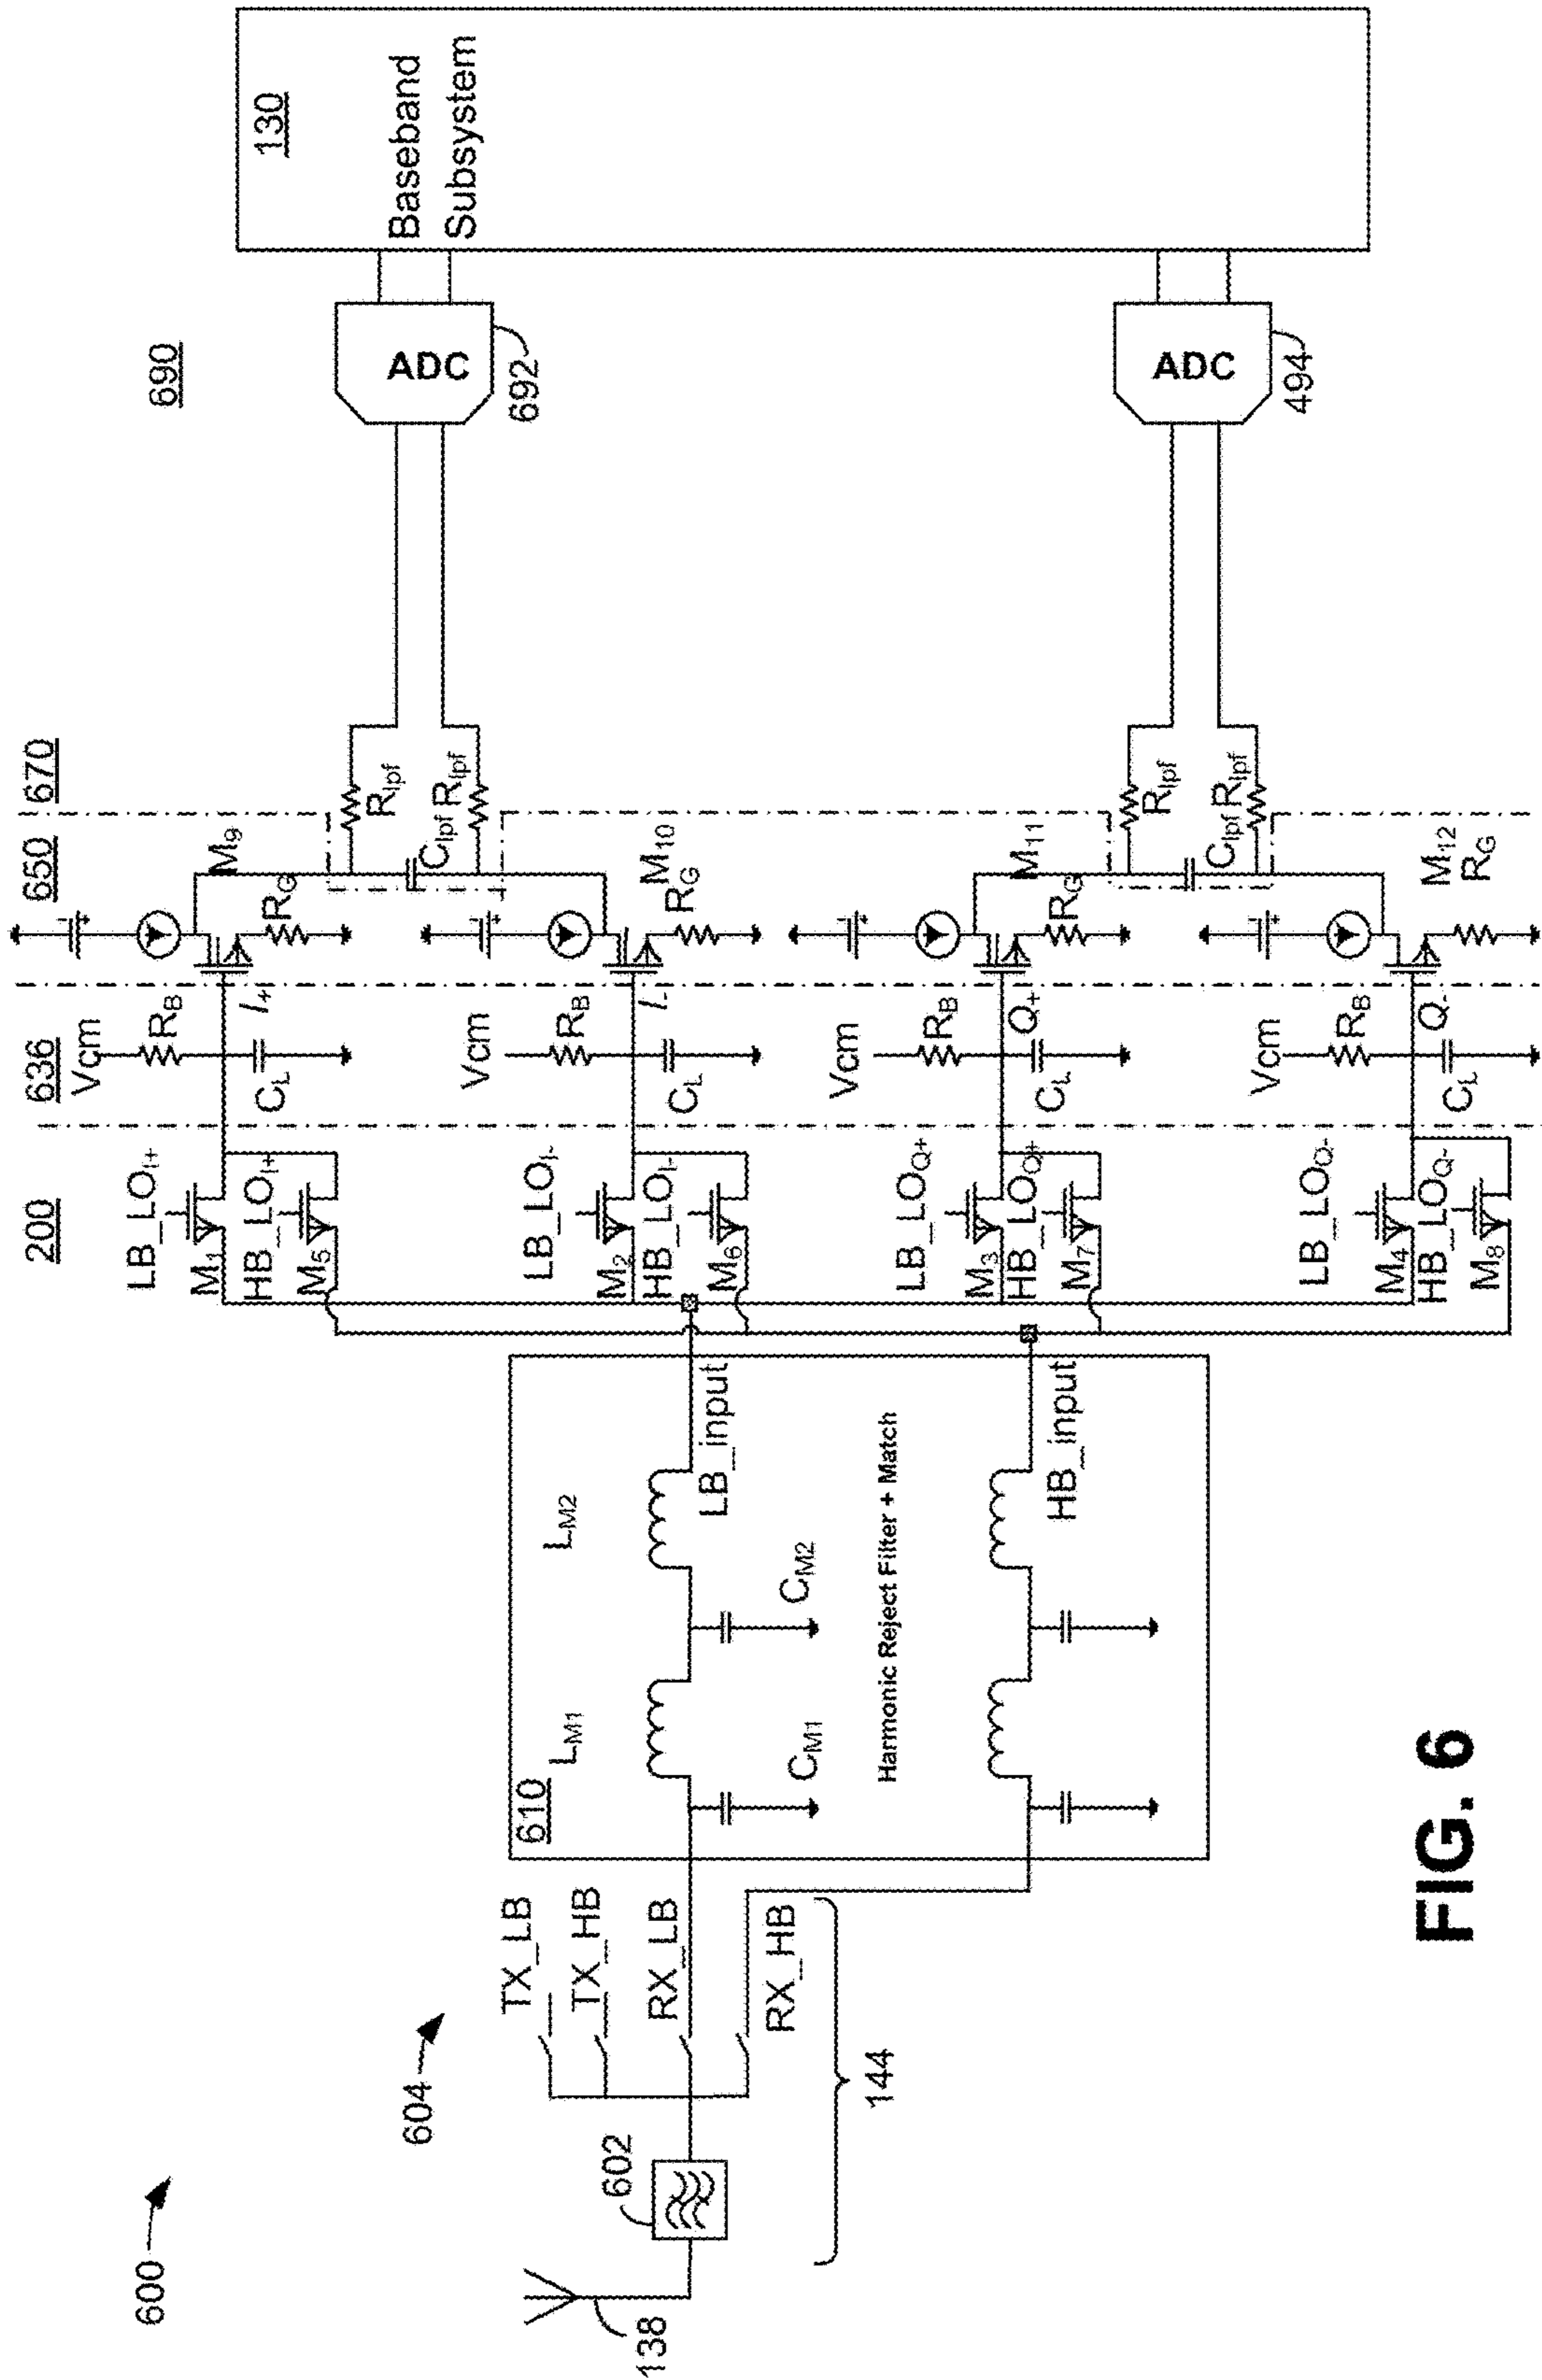 600
604
138
602
144
TX_LB
TX_HB
RX_LB
RX_HB
610
LM1
LM2
CM1
CM2
LB_input
Harmonic Reject Filter + Match
HB_input
200
LB_LOI+
M1
HB_LOI+
M5
LB_LOI-
M2
HB_LOI-
M6
LB_LOQ+
M3
HB_LOQ+
M7
LB_LOQ-
M4
HB_LOQ-
M8
636
Vcm
RB
CL
I+
Vcm
RB
CL
I-
Vcm
RB
CL
Q+
Vcm
RB
CL
Q-
650
M9
RG
M10
RG
M11
RG
M12
RG
670
Rlpf
Clpf
Rlpf
Rlpf
Clpf
Rlpf
690
ADC
692
ADC
494
130
Baseband
Subsystem
FIG. 6